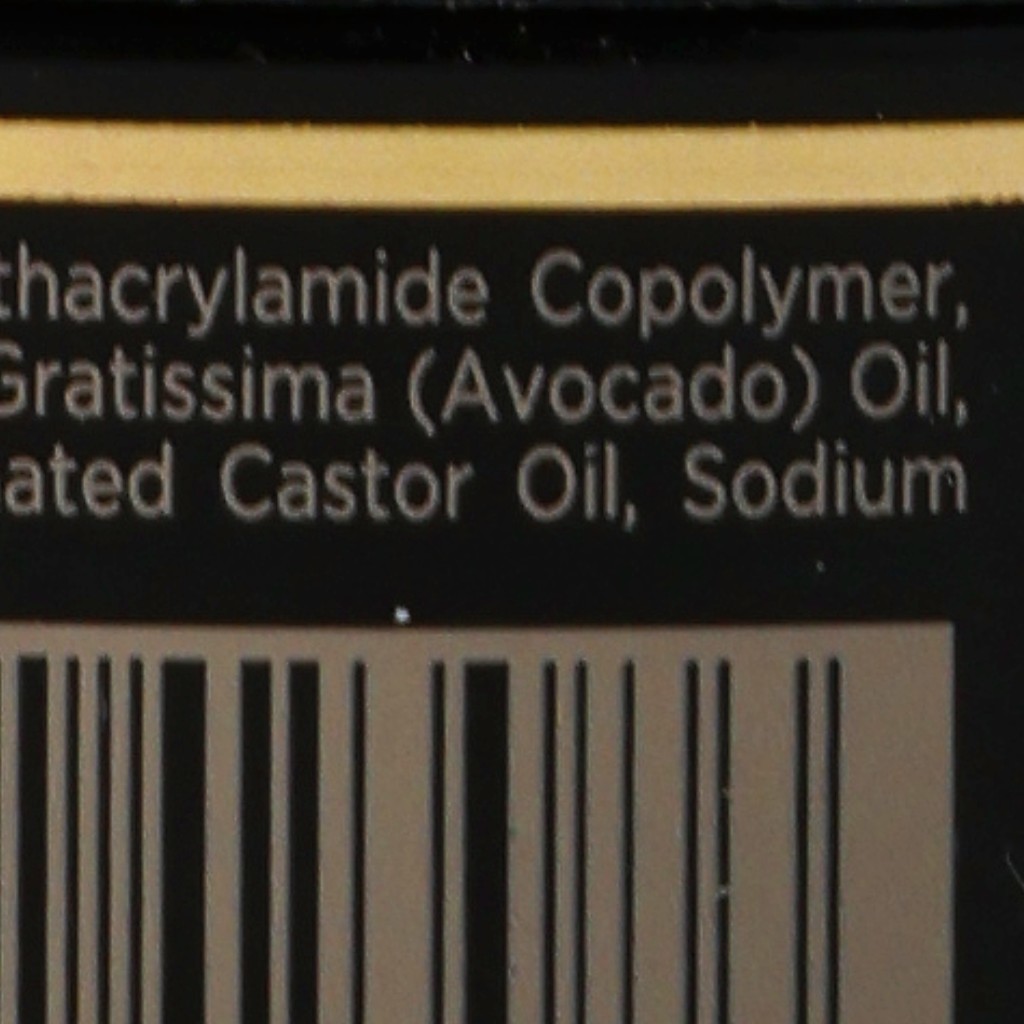 thacrylamide Copolymer,
Gratissima (Avocado) Oil,
ated Castor Oil, Sodium